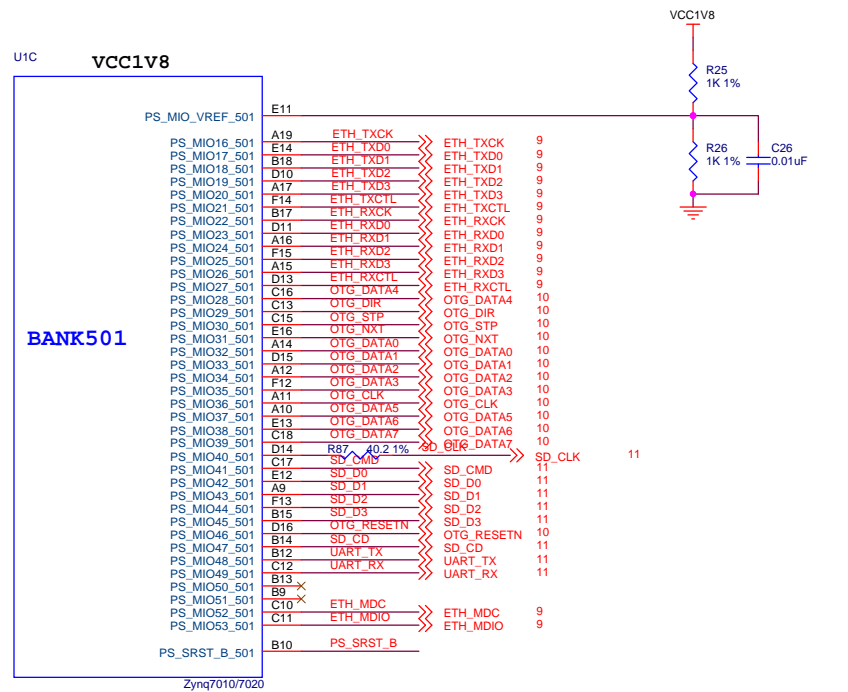 VCC1V8
U1C
VCC1V8
R25
1K 1%
PS_MIO_VREF_501 E11
R26
1K 1%
C26
0.01uF
PS_MIO16_501 A19 ETH_TXCK ETH_TXCK 9
PS_MIO17_501 E14 ETH_TXD0 ETH_TXD0 9
PS_MIO18_501 B18 ETH_TXD1 ETH_TXD1 9
PS_MIO19_501 D10 ETH_TXD2 ETH_TXD2 9
PS_MIO20_501 A17 ETH_TXD3 ETH_TXD3 9
PS_MIO21_501 F14 ETH_TXCTL ETH_TXCTL 9
PS_MIO22_501 B17 ETH_RXCK ETH_RXCK 9
PS_MIO23_501 D11 ETH_RXD0 ETH_RXD0 9
PS_MIO24_501 A16 ETH_RXD1 ETH_RXD1 9
PS_MIO25_501 F15 ETH_RXD2 ETH_RXD2 9
PS_MIO26_501 A15 ETH_RXD3 ETH_RXD3 9
PS_MIO27_501 D13 ETH_RXCTL ETH_RXCTL 9
PS_MIO28_501 C16 OTG_DATA4 OTG_DATA4 10
PS_MIO29_501 C13 OTG_DIR OTG_DIR 10
PS_MIO30_501 C15 OTG_STP OTG_STP 10
PS_MIO31_501 E16 OTG_NXT OTG_NXT 10
BANK501
PS_MIO32_501 A14 OTG_DATA0 OTG_DATA0 10
PS_MIO33_501 D15 OTG_DATA1 OTG_DATA1 10
PS_MIO34_501 A12 OTG_DATA2 OTG_DATA2 10
PS_MIO35_501 F12 OTG_DATA3 OTG_DATA3 10
PS_MIO36_501 A11 OTG_CLK OTG_CLK 10
PS_MIO37_501 A10 OTG_DATA5 OTG_DATA5 10
PS_MIO38_501 E13 OTG_DATA6 OTG_DATA6 10
PS_MIO39_501 C18 OTG_DATA7 OTG_DATA7 10
PS_MIO40_501 D14 R87 40.2 1% SD_CLK SD_CLK 11
PS_MIO41_501 C17 SD_CMD SD_CMD 11
PS_MIO42_501 E12 SD_D0 SD_D0 11
PS_MIO43_501 A9 SD_D1 SD_D1 11
PS_MIO44_501 F13 SD_D2 SD_D2 11
PS_MIO45_501 B15 SD_D3 SD_D3 11
PS_MIO46_501 D16 OTG_RESETN OTG_RESETN 10
PS_MIO47_501 B14 SD_CD SD_CD 11
PS_MIO48_501 B12 UART_TX UART_TX 11
PS_MIO49_501 C12 UART_RX UART_RX 11
PS_MIO50_501 B13
PS_MIO51_501 B9
PS_MIO52_501 C10 ETH_MDC ETH_MDC 9
PS_MIO53_501 C11 ETH_MDIO ETH_MDIO 9
PS_SRST_B_501 B10 PS_SRST_B
Zynq7010/7020